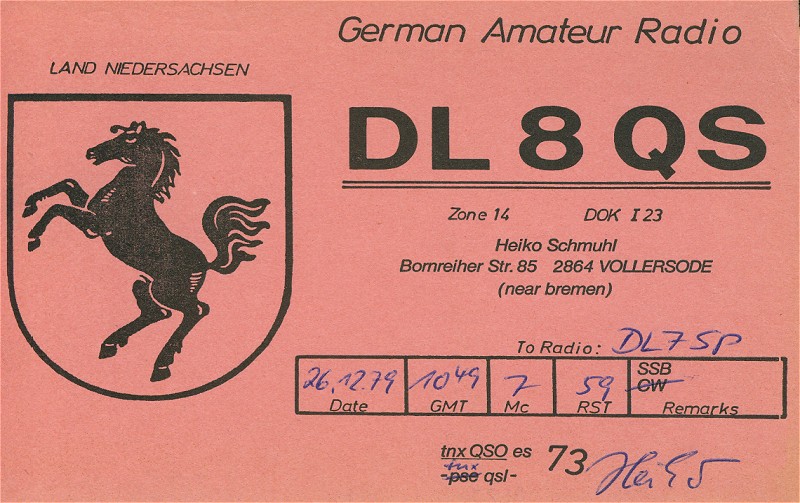 German Amateur Radio
LAND NIEDERSACHSEN
DL 8 QS
Zone 14 DOK I 23
Heiko Schmuhl
Bornreiher Str. 85 2864 VOLLERSODE
(near bremen)
To Radio: DL7SP
26.12.79 1049 7 59 SSB
CW
Date GMT Mc RST Remarks
tnx QSO es 73
tnx
-pse qsl-